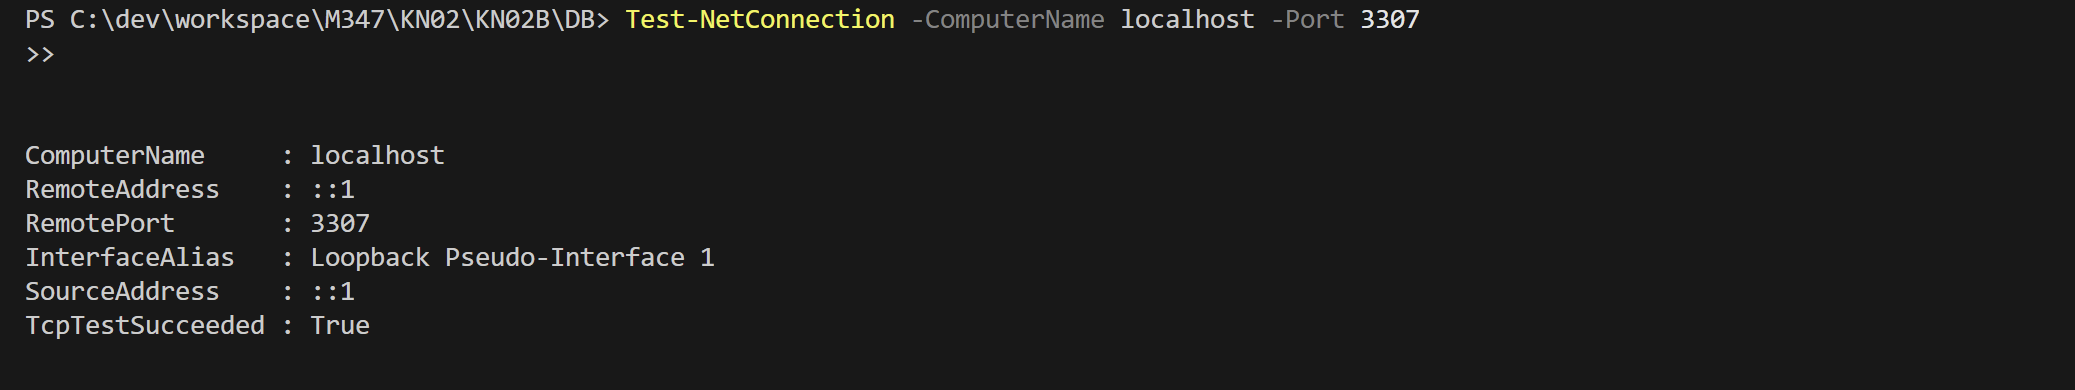 PS C:\dev\workspace\M347\KN02\KN02B\DB> Test-NetConnection -ComputerName localhost -Port 3307
>>
ComputerName     : localhost
RemoteAddress    : ::1
RemotePort       : 3307
InterfaceAlias   : Loopback Pseudo-Interface 1
SourceAddress    : ::1
TcpTestSucceeded : True